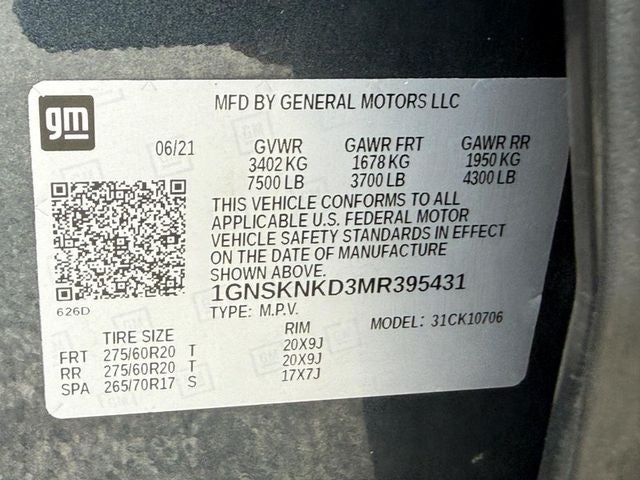 gm
MFD BY GENERAL MOTORS LLC
06/21 GVWR GAWR FRT GAWR RR
3402 KG 1678 KG 1950 KG
7500 LB 3700 LB 4300 LB
THIS VEHICLE CONFORMS TO ALL
APPLICABLE U.S. FEDERAL MOTOR
VEHICLE SAFETY STANDARDS IN EFFECT
ON THE DATE OF MANUFACTURE
SHOWN ABOVE.
626D
1GNSKNKD3MR395431
TYPE: M.P.V. MODEL: 31CK10706
TIRE SIZE RIM
FRT 275/60R20 T 20X9J
RR 275/60R20 T 20X9J
SPA 265/70R17 S 17X7J